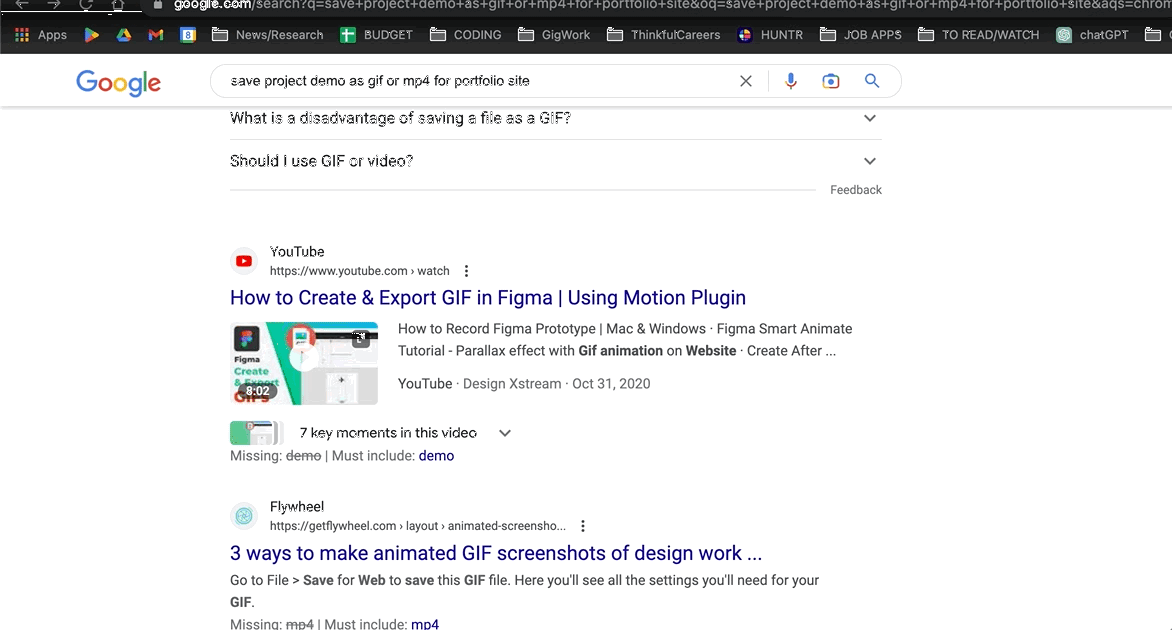 google.com/search?q=save+project+demo+as+gif+or+mp4+for+portfolio+site&oq=save+project+demo+as+gif+or+mp4+for+portfolio+site&aqs=chrom
Apps 8 News/Research BUDGET CODING GigWork ThinkfulCareers HUNTR JOB APPS TO READ/WATCH chatGPT
Google save project demo as gif or mp4 for portfolio site
What is a disadvantage of saving a file as a GIF?
Should I use GIF or video?
Feedback
YouTube
https://www.youtube.com › watch
How to Create & Export GIF in Figma | Using Motion Plugin
How to Record Figma Prototype | Mac & Windows · Figma Smart Animate
Tutorial - Parallax effect with Gif animation on Website · Create After ...
YouTube · Design Xstream · Oct 31, 2020
Figma
Create
& Export
GIFS
8:02
7 key moments in this video
Missing: demo | Must include: demo
Flywheel
https://getflywheel.com › layout › animated-screensho...
3 ways to make animated GIF screenshots of design work ...
Go to File > Save for Web to save this GIF file. Here you'll see all the settings you'll need for your
GIF.
Missing: mp4 | Must include: mp4